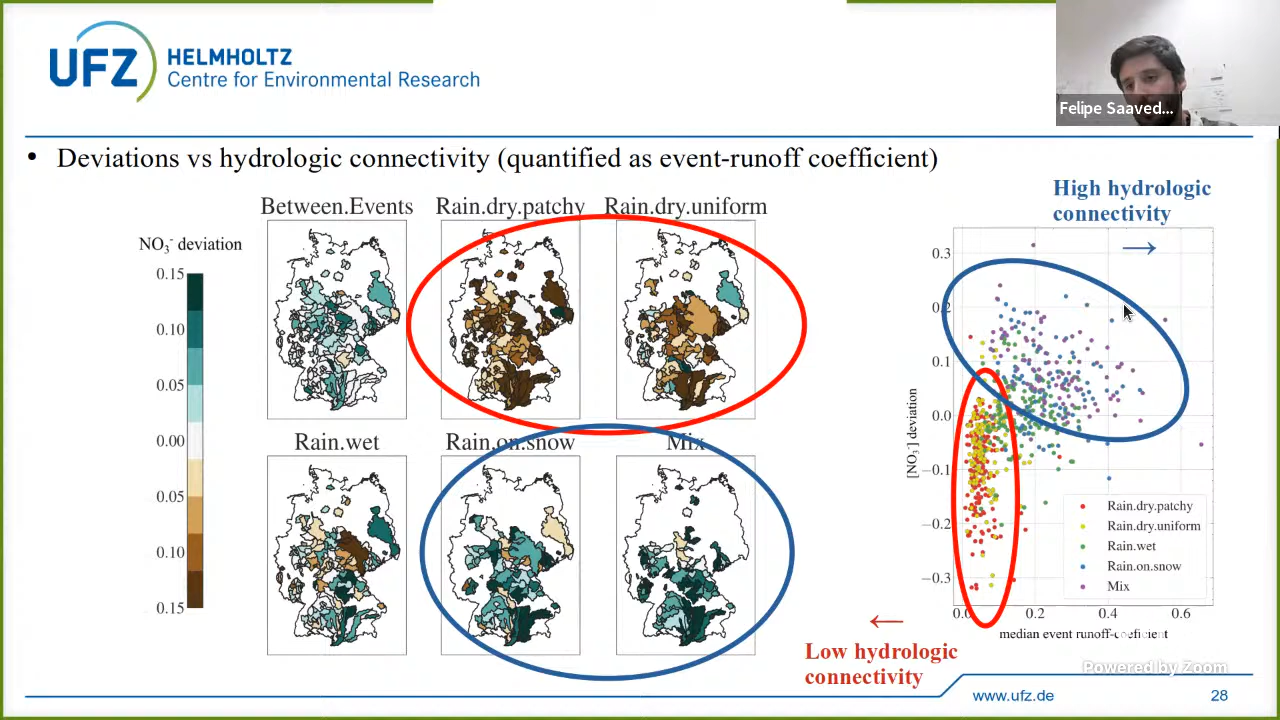 UFZ HELMHOLTZ
Centre for Environmental Research
Felipe Saaved...
• Deviations vs hydrologic connectivity (quantified as event-runoff coefficient)
High hydrologic
connectivity
→
Between.Events Rain.dry.patchy Rain.dry.uniform
NO₃⁻ deviation
0.15
0.10
0.05
0.00
0.05
0.10
0.15
Rain.wet Rain.on.snow Mix
[NO₃⁻] deviation
0.3
0.2
0.1
0.0
−0.1
−0.2
−0.3
Rain.dry.patchy
Rain.dry.uniform
Rain.wet
Rain.on.snow
Mix
0.0 0.2 0.4 0.6
median event runoff-coeficient
←
Low hydrologic
connectivity
Powered by Zoom
www.ufz.de 28